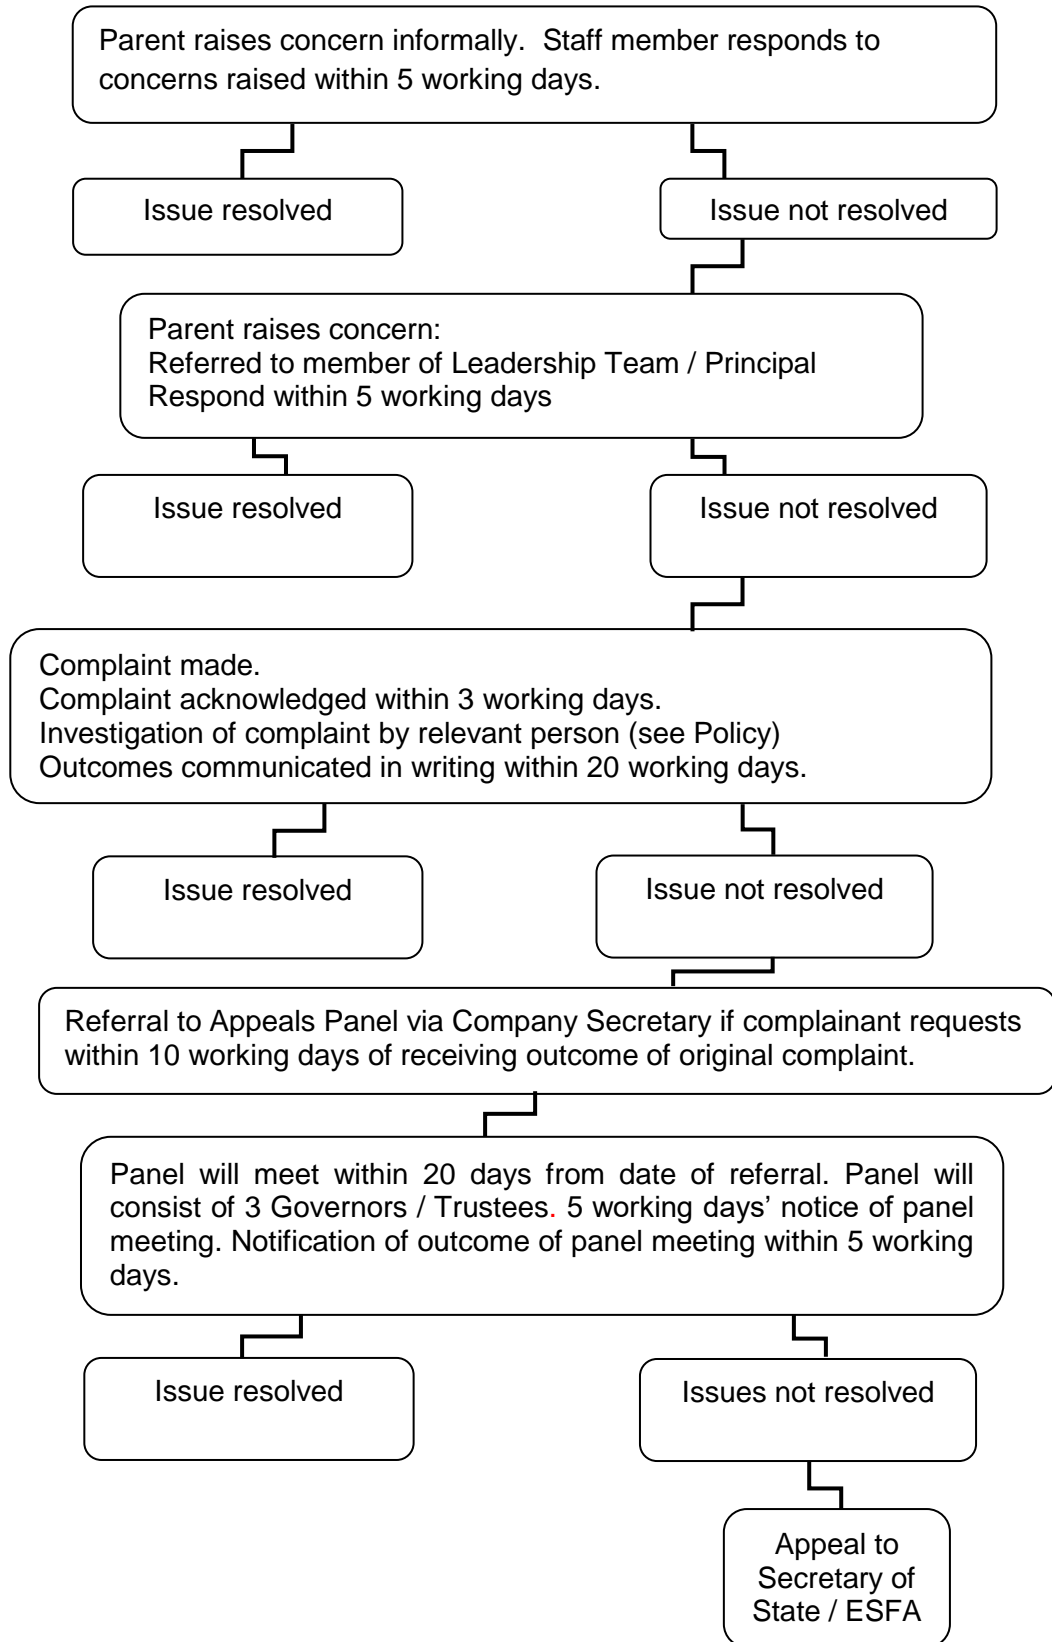 Parent raises concern informally.  Staff member responds to
concerns raised within 5 working days.
Issue resolved
Issue not resolved
Parent raises concern:
Referred to member of Leadership Team / Principal
Respond within 5 working days
Issue resolved
Issue not resolved
Complaint made.
Complaint acknowledged within 3 working days.
Investigation of complaint by relevant person (see Policy)
Outcomes communicated in writing within 20 working days.
Issue resolved
Issue not resolved
Referral to Appeals Panel via Company Secretary if complainant requests
within 10 working days of receiving outcome of original complaint.
Panel will meet within 20 days from date of referral. Panel will
consist of 3 Governors / Trustees. 5 working days’ notice of panel
meeting. Notification of outcome of panel meeting within 5 working
days.
Issue resolved
Issues not resolved
Appeal to
Secretary of
State / ESFA